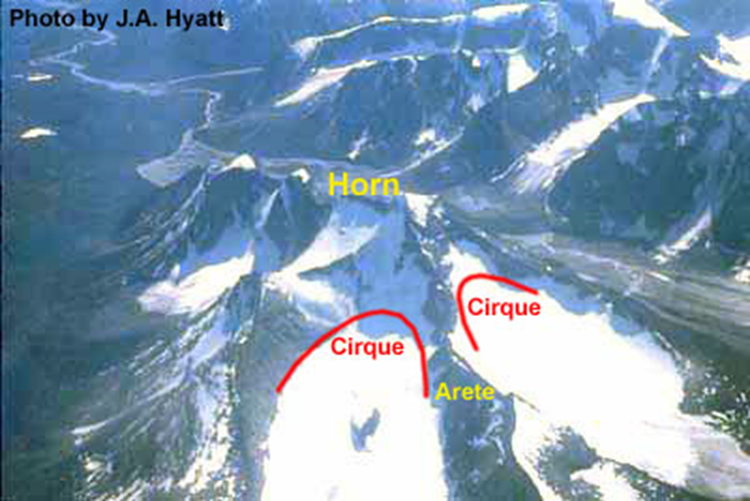 Photo by J.A. Hyatt
Horn
Cirque
Cirque
Arete